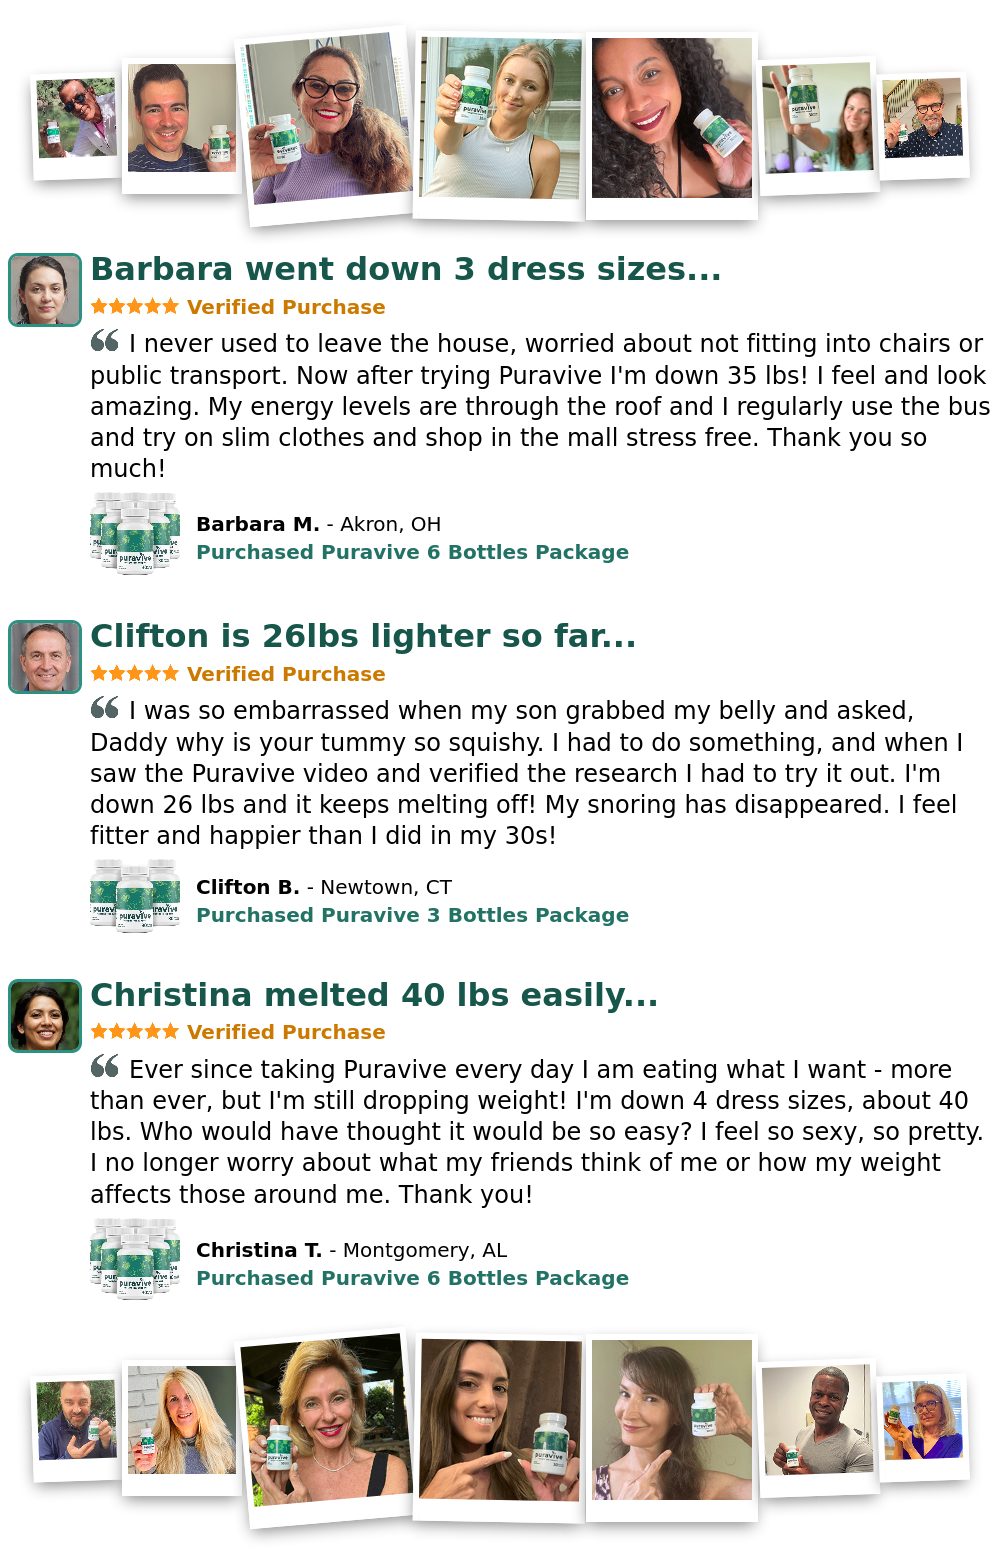 Barbara went down 3 dress sizes...
Verified Purchase
“ I never used to leave the house, worried about not fitting into chairs or
public transport. Now after trying Puravive I'm down 35 lbs! I feel and look
amazing. My energy levels are through the roof and I regularly use the bus
and try on slim clothes and shop in the mall stress free. Thank you so
much!
puravive
Barbara M. - Akron, OH
Purchased Puravive 6 Bottles Package
Clifton is 26lbs lighter so far...
Verified Purchase
“ I was so embarrassed when my son grabbed my belly and asked,
Daddy why is your tummy so squishy. I had to do something, and when I
saw the Puravive video and verified the research I had to try it out. I'm
down 26 lbs and it keeps melting off! My snoring has disappeared. I feel
fitter and happier than I did in my 30s!
puravive
Clifton B. - Newtown, CT
Purchased Puravive 3 Bottles Package
Christina melted 40 lbs easily...
Verified Purchase
“ Ever since taking Puravive every day I am eating what I want - more
than ever, but I'm still dropping weight! I'm down 4 dress sizes, about 40
lbs. Who would have thought it would be so easy? I feel so sexy, so pretty.
I no longer worry about what my friends think of me or how my weight
affects those around me. Thank you!
puravive
Christina T. - Montgomery, AL
Purchased Puravive 6 Bottles Package